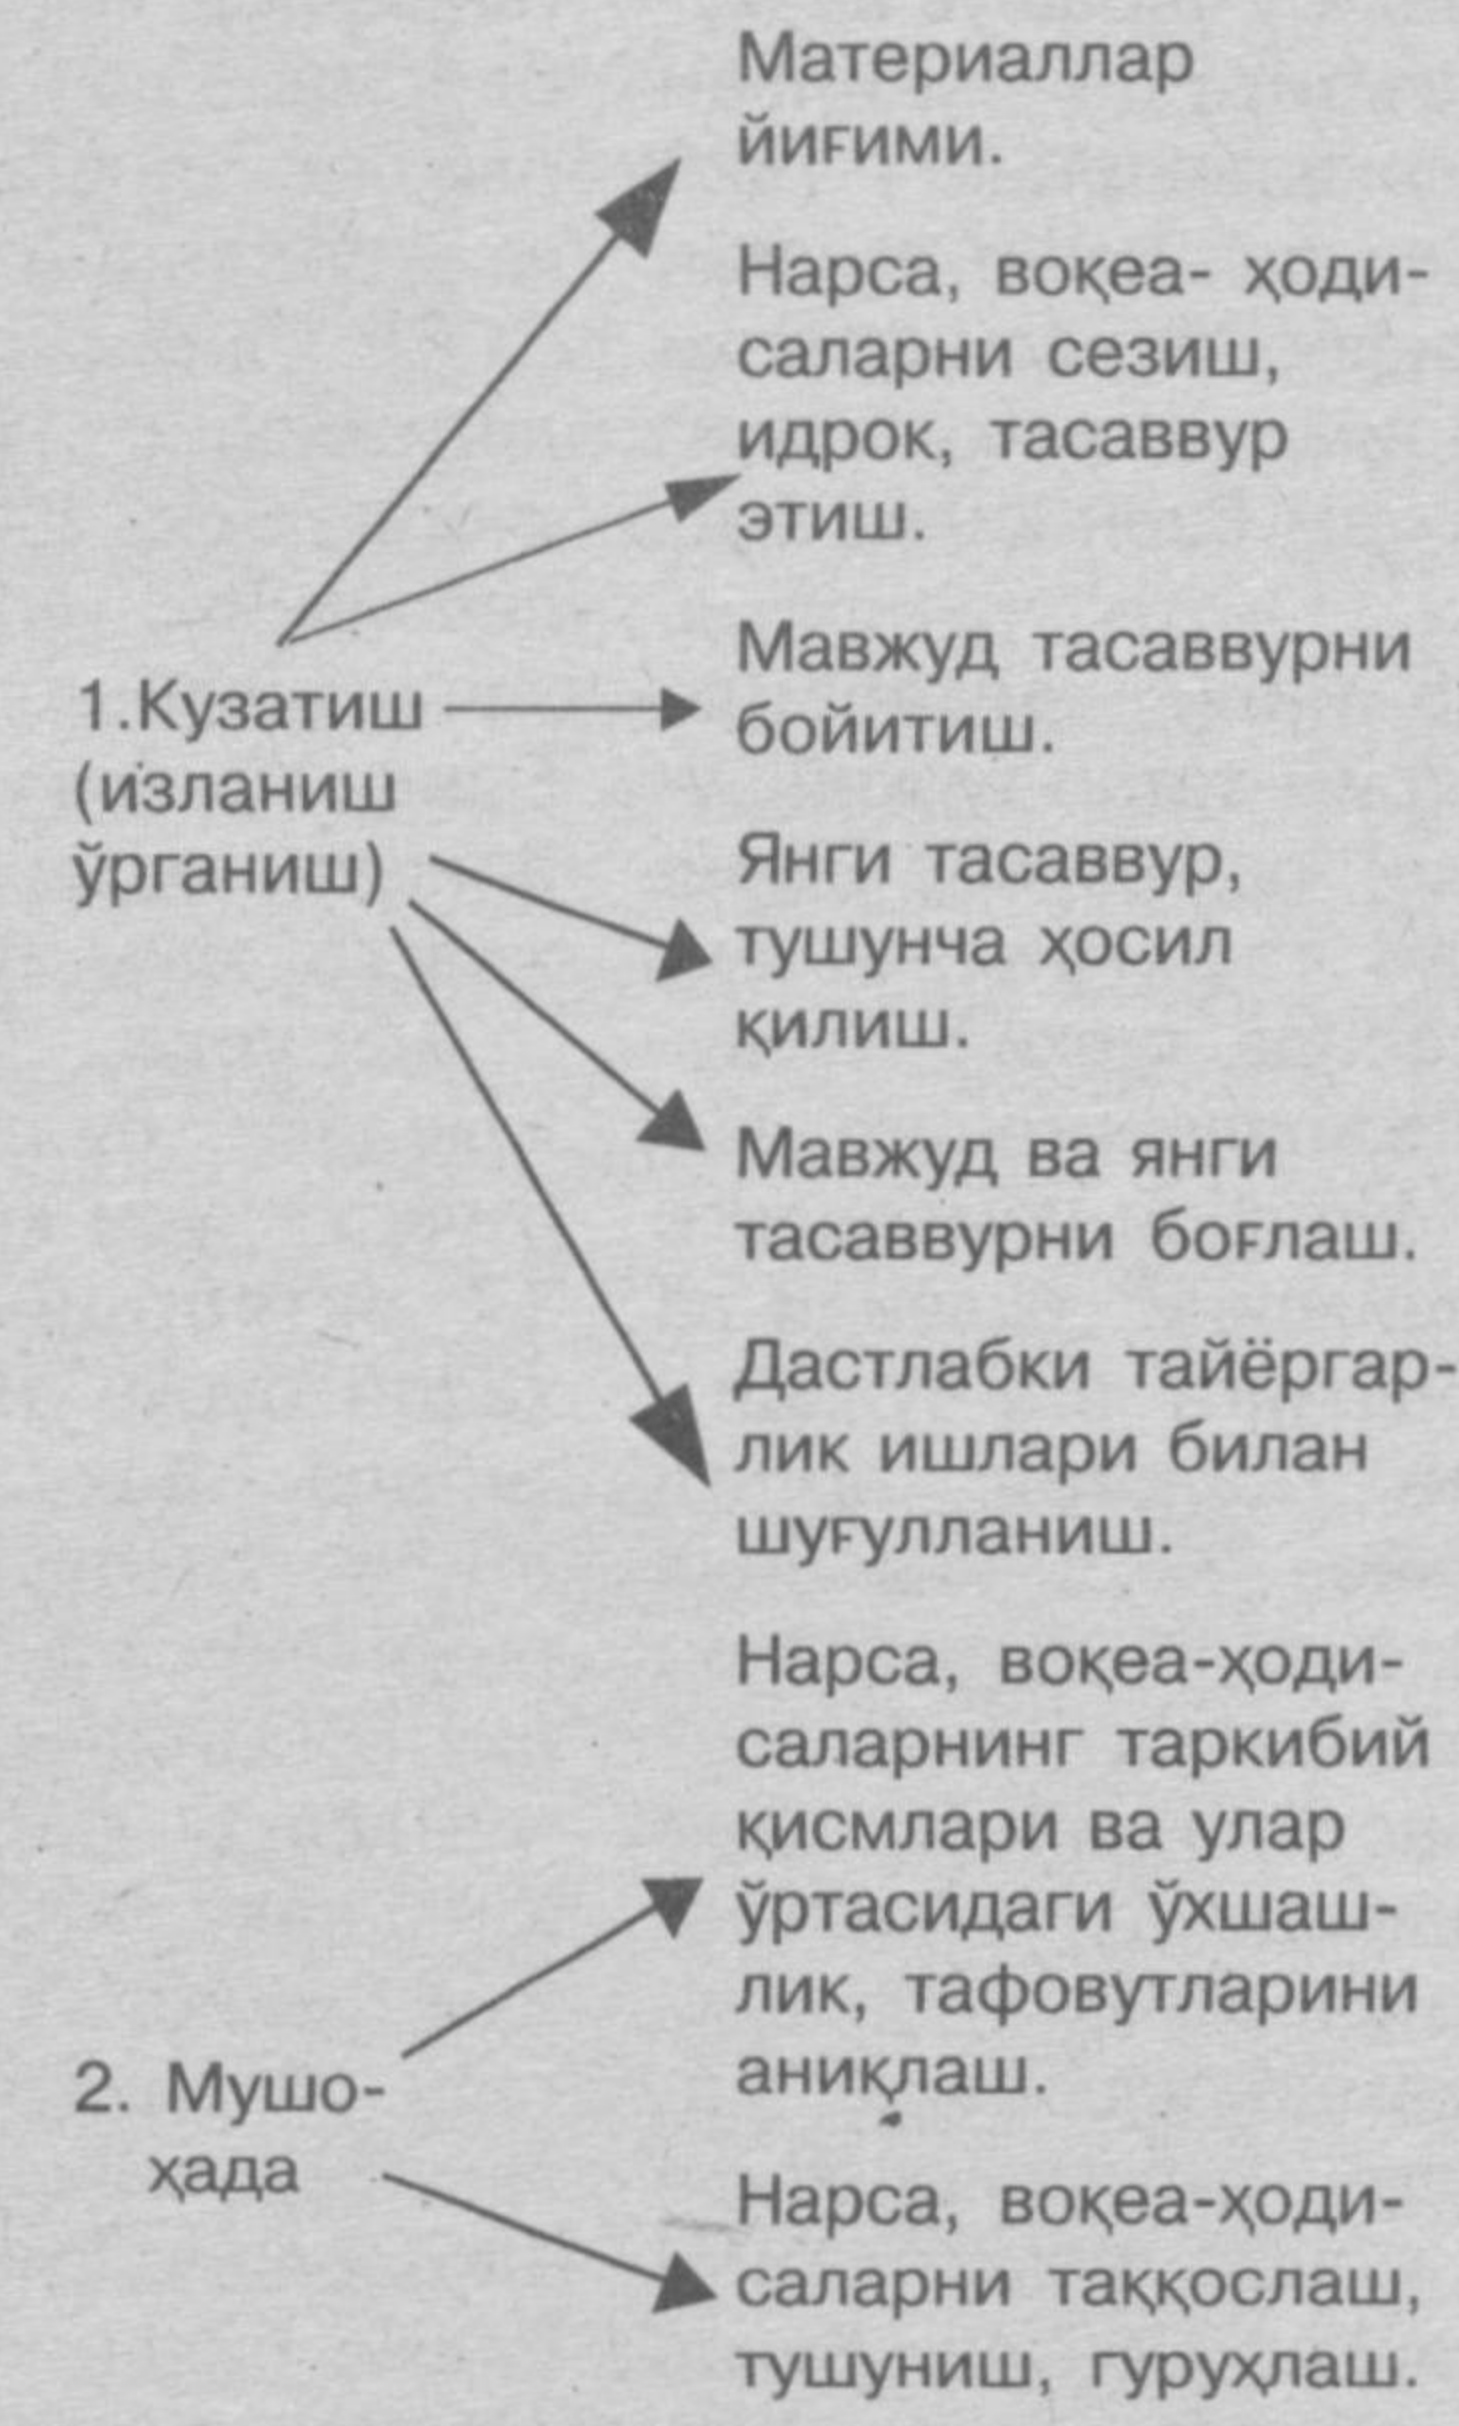 Материаллар
йиғими.
Нарса, воқеа- ҳоди-
саларни сезиш,
идрок, тасаввур
этиш.
1.Кузатиш
(изланиш
ўрганиш)
Мавжуд тасаввурни
бойитиш.
Янги тасаввур,
тушунча ҳосил
қилиш.
Мавжуд ва янги
тасаввурни боғлаш.
Дастлабки тайёргар-
лик ишлари билан
шуғулланиш.
2. Мушо-
ҳада
Нарса, воқеа-ҳоди-
саларнинг таркибий
қисмлари ва улар
ўртасидаги ўхшаш-
лик, тафовутларини
аниқлаш.
Нарса, воқеа-ҳоди-
саларни таққослаш,
тушуниш, гуруҳлаш.